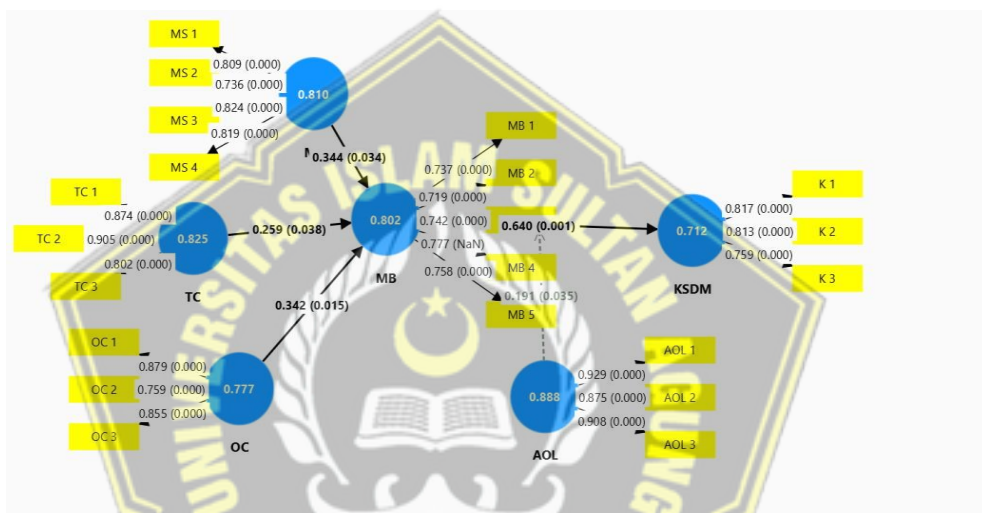 MS 1
MS 2
MS 3
MS 4
0.809 (0.000)
0.736 (0.000)
0.824 (0.000)
0.819 (0.000)
0.810
0.344 (0.034)
TC 1
TC 2
TC 3
0.874 (0.000)
0.905 (0.000)
0.802 (0.000)
0.825
TC
0.259 (0.038)
OC 1
OC 2
OC 3
0.879 (0.000)
0.759 (0.000)
0.855 (0.000)
0.777
OC
0.342 (0.015)
0.802
MB
0.737 (0.000)
0.719 (0.000)
0.742 (0.000)
0.777 (NaN)
0.758 (0.000)
MB 1
MB 2
MB 4
MB 5
0.640 (0.001)
0.191 (0.035)
0.712
KSDM
0.817 (0.000)
0.813 (0.000)
0.759 (0.000)
K 1
K 2
K 3
0.888
AOL
0.929 (0.000)
0.875 (0.000)
0.908 (0.000)
AOL 1
AOL 2
AOL 3
UNIVERSITAS ISLAM SULTAN AGUNG